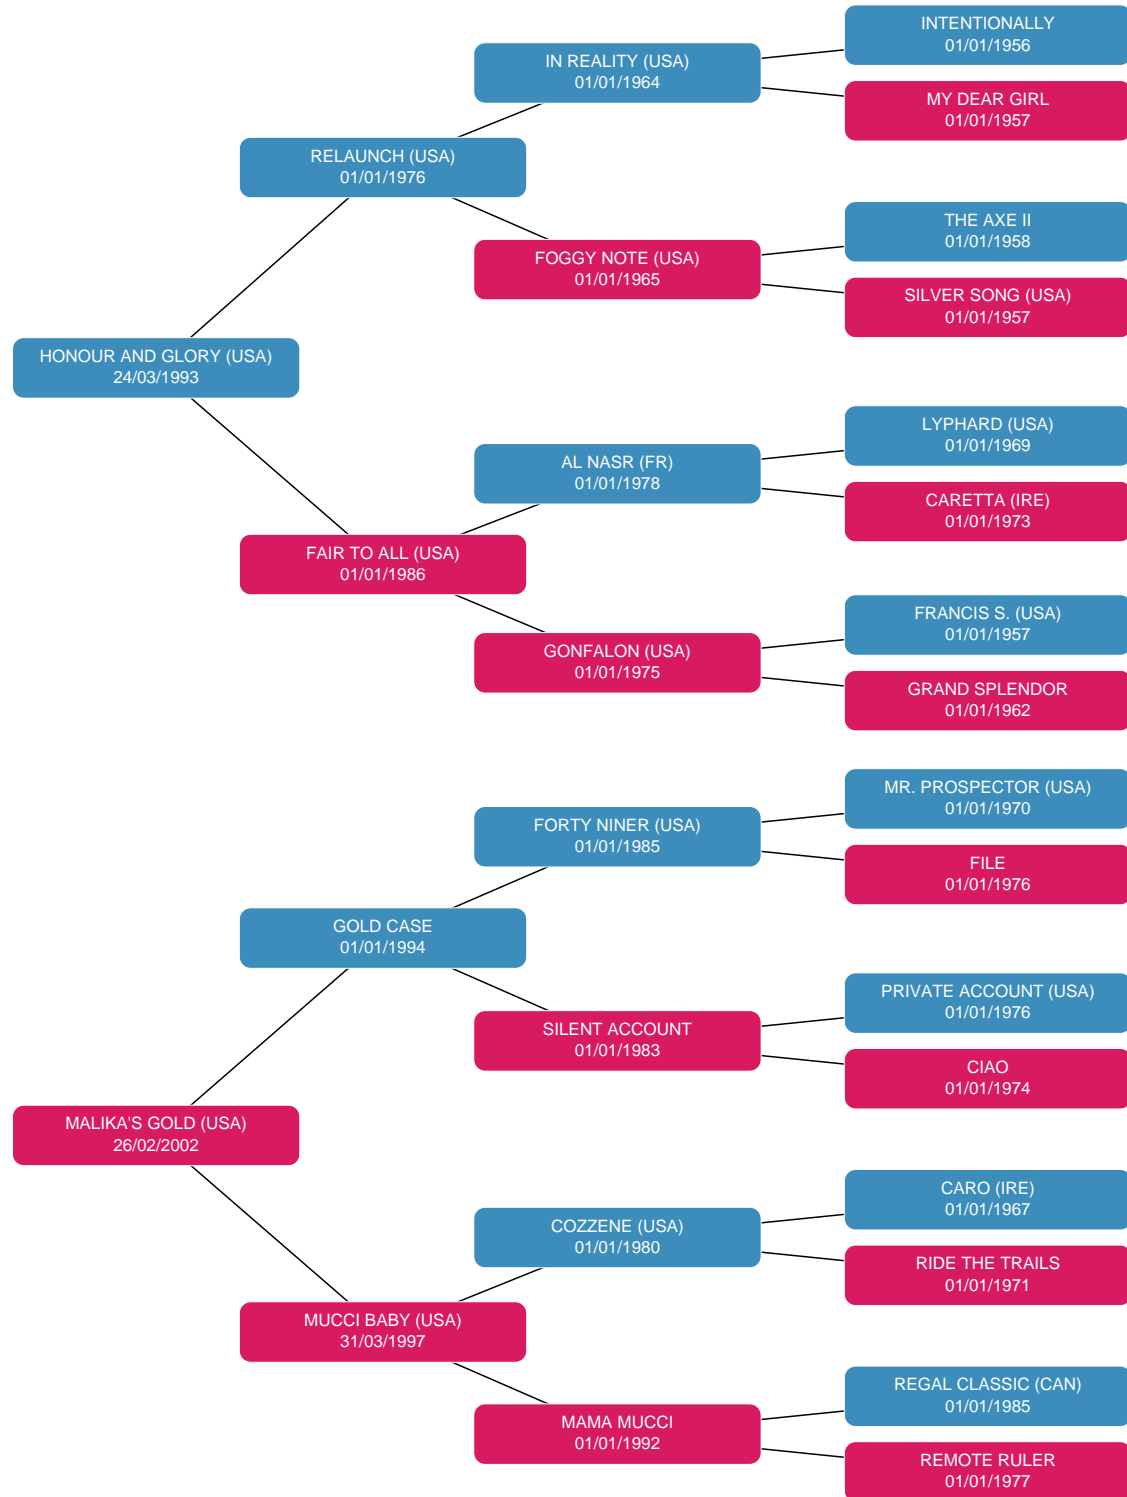 INTENTIONALLY
01/01/1956
IN REALITY (USA)
01/01/1964
MY DEAR GIRL
01/01/1957
RELAUNCH (USA)
01/01/1976
THE AXE II
01/01/1958
FOGGY NOTE (USA)
01/01/1965
SILVER SONG (USA)
01/01/1957
HONOUR AND GLORY (USA)
24/03/1993
LYPHARD (USA)
01/01/1969
AL NASR (FR)
01/01/1978
CARETTA (IRE)
01/01/1973
FAIR TO ALL (USA)
01/01/1986
FRANCIS S. (USA)
01/01/1957
GONFALON (USA)
01/01/1975
GRAND SPLENDOR
01/01/1962
MR. PROSPECTOR (USA)
01/01/1970
FORTY NINER (USA)
01/01/1985
FILE
01/01/1976
GOLD CASE
01/01/1994
PRIVATE ACCOUNT (USA)
01/01/1976
SILENT ACCOUNT
01/01/1983
CIAO
01/01/1974
MALIKA'S GOLD (USA)
26/02/2002
CARO (IRE)
01/01/1967
COZZENE (USA)
01/01/1980
RIDE THE TRAILS
01/01/1971
MUCCI BABY (USA)
31/03/1997
REGAL CLASSIC (CAN)
01/01/1985
MAMA MUCCI
01/01/1992
REMOTE RULER
01/01/1977